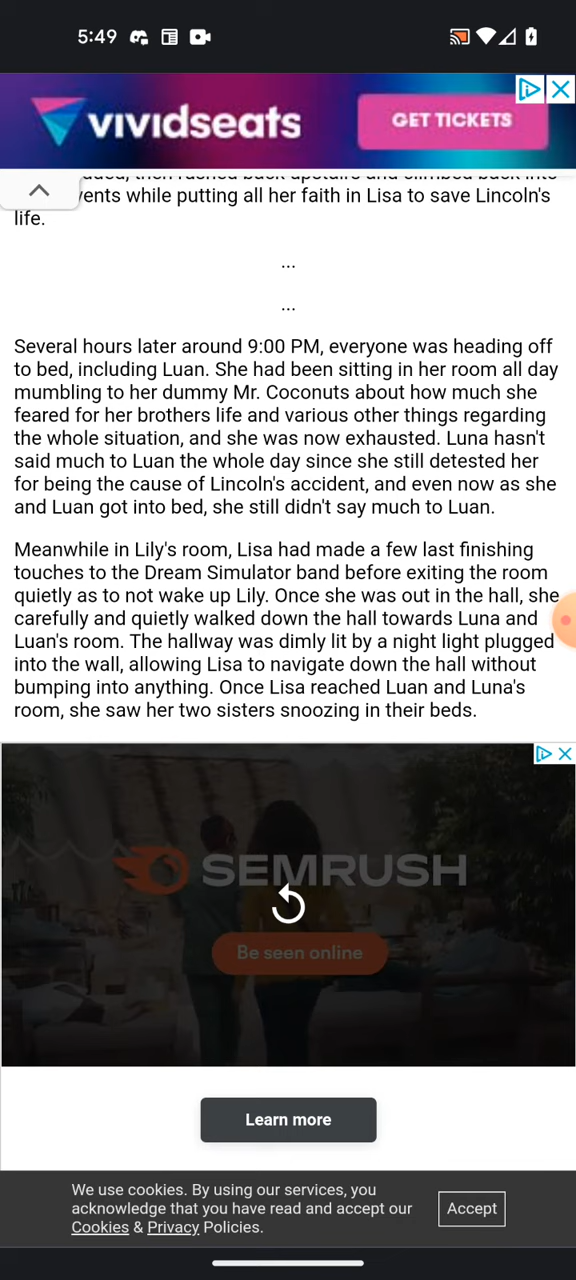 5:49
vividseats
GET TICKETS
then rushed back upstairs and climbed back into
vents while putting all her faith in Lisa to save Lincoln's
life.
...
...
Several hours later around 9:00 PM, everyone was heading off
to bed, including Luan. She had been sitting in her room all day
mumbling to her dummy Mr. Coconuts about how much she
feared for her brothers life and various other things regarding
the whole situation, and she was now exhausted. Luna hasn't
said much to Luan the whole day since she still detested her
for being the cause of Lincoln's accident, and even now as she
and Luan got into bed, she still didn't say much to Luan.
Meanwhile in Lily's room, Lisa had made a few last finishing
touches to the Dream Simulator band before exiting the room
quietly as to not wake up Lily. Once she was out in the hall, she
carefully and quietly walked down the hall towards Luna and
Luan's room. The hallway was dimly lit by a night light plugged
into the wall, allowing Lisa to navigate down the hall without
bumping into anything. Once Lisa reached Luan and Luna's
room, she saw her two sisters snoozing in their beds.
SEMRUSH
Be seen online
Learn more
We use cookies. By using our services, you
acknowledge that you have read and accept our
Cookies & Privacy Policies.
Accept